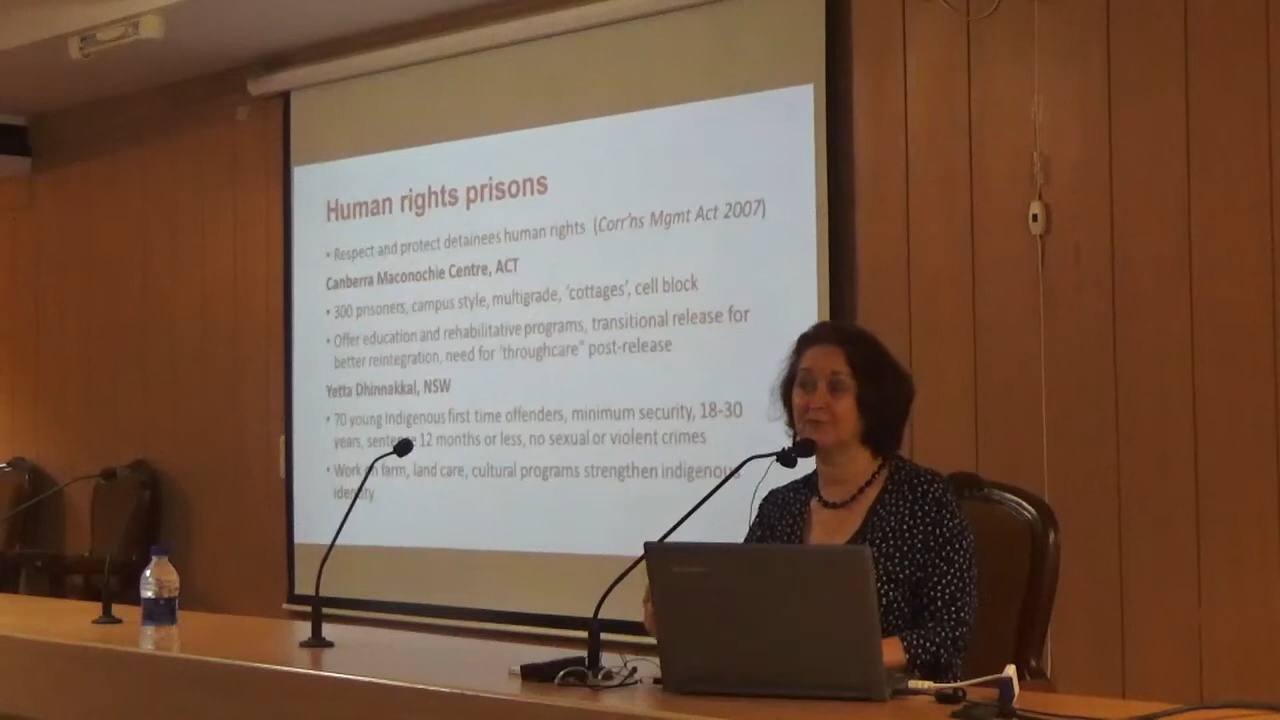 Human rights prisons
• Respect and protect detainees human rights (Corr'ns Mgmt Act 2007)
Canberra Maconochie Centre, ACT
• 300 prisoners, campus style, multigrade, 'cottages', cell block
• Offer education and rehabilitative programs, transitional release for
better reintegration, need for 'throughcare" post-release
Yetta Dhinnakkal, NSW
• 70 young Indigenous first time offenders, minimum security, 18-30
years, sentence 12 months or less, no sexual or violent crimes
• Work on farm, land care, cultural programs strengthen indigenous
identity